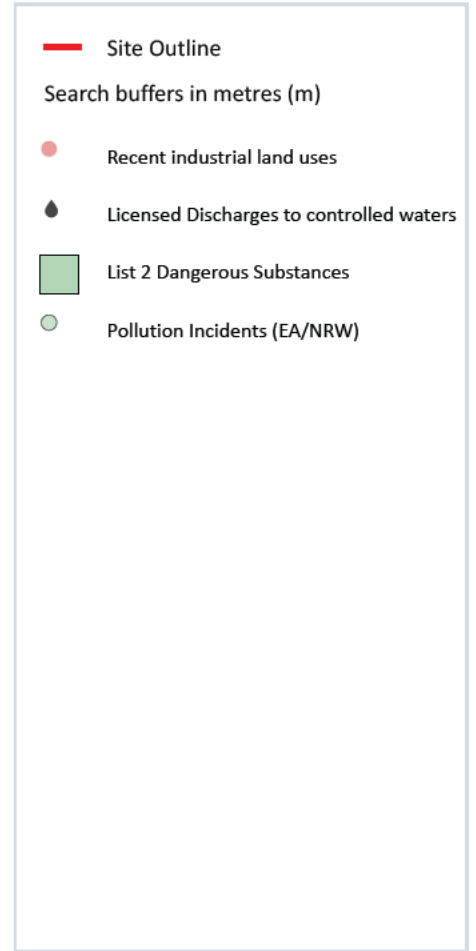 Site Outline
Search buffers in metres (m)
Recent industrial land uses
Licensed Discharges to controlled waters
List 2 Dangerous Substances
Pollution Incidents (EA/NRW)